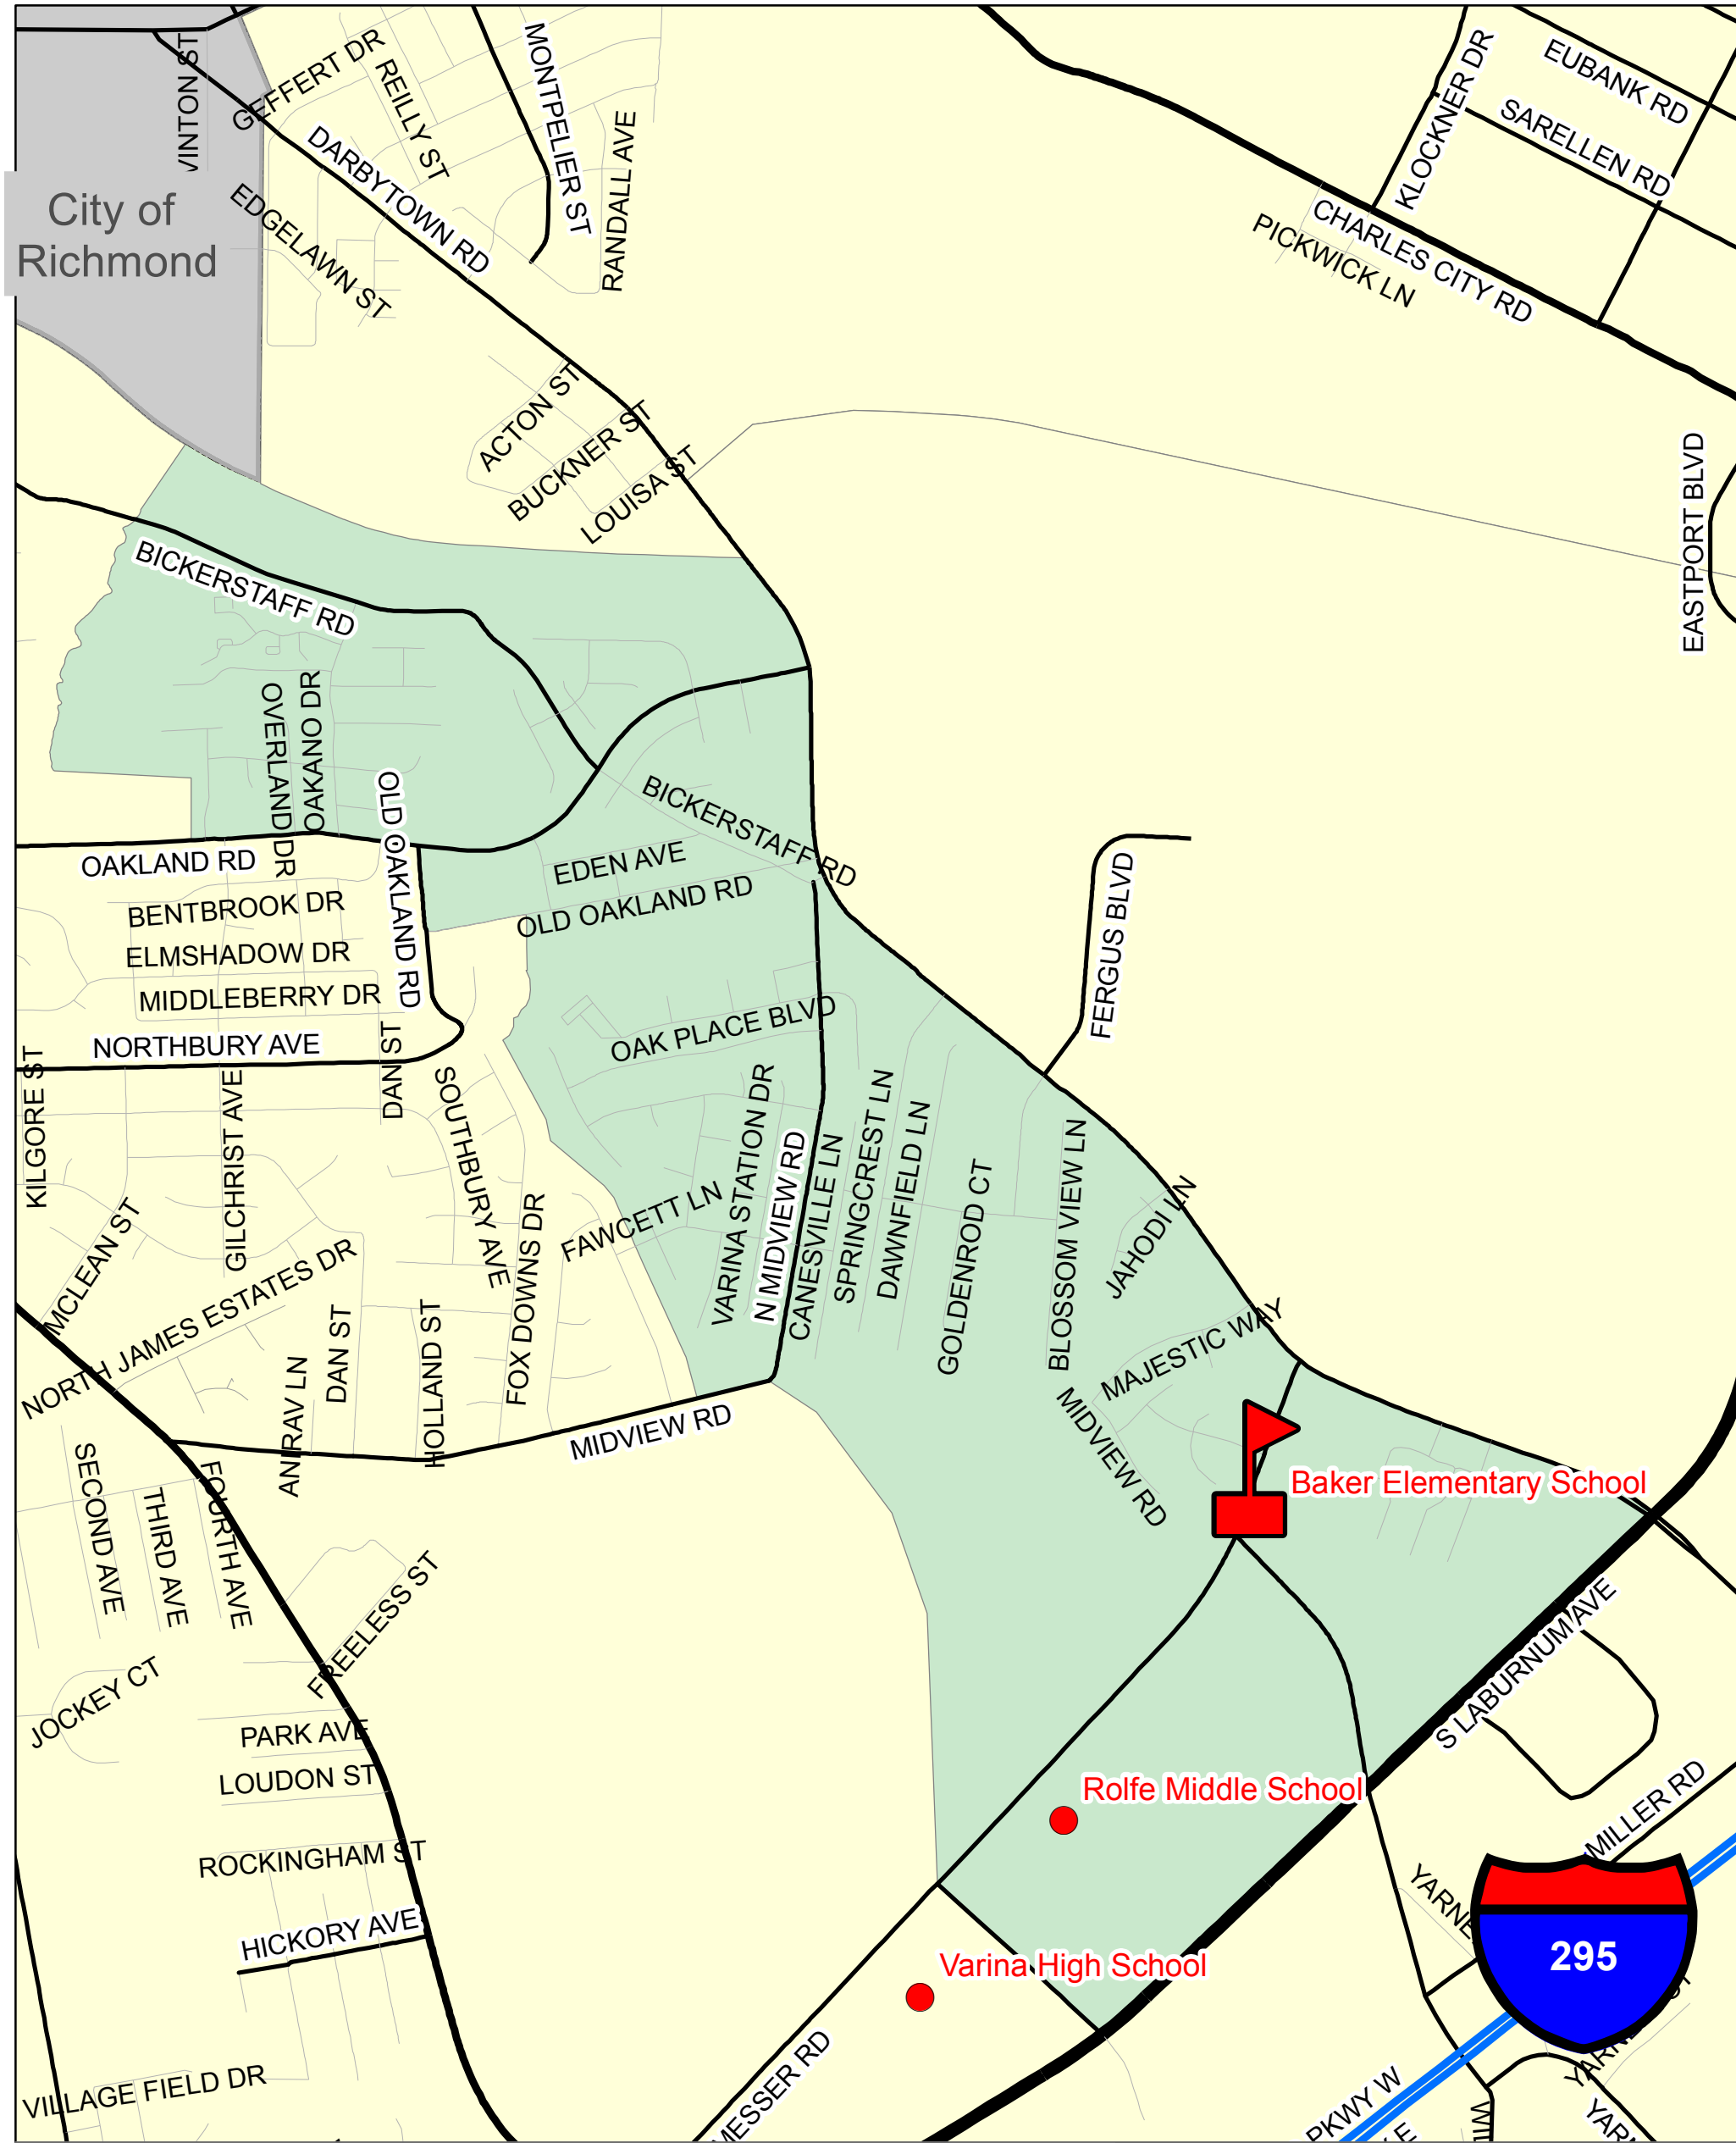 VINTON ST
GEFFERT DR
REILLY ST
MONTPELIER ST
RANDALL AVE
DARBYTOWN RD
EDGELAWN ST
City of
Richmond
KLOCKNER DR
EUBANK RD
SARELLEN RD
CHARLES CITY RD
PICKWICK LN
ACTON ST
BUCKNER ST
LOUISA ST
EASTPORT BLVD
BICKERSTAFF RD
OVERLAND DR
OAKANO DR
OLD OAKLAND RD
BICKERSTAFF RD
OAKLAND RD
EDEN AVE
OLD OAKLAND RD
BENTBROOK DR
ELMSHADOW DR
MIDDLEBERRY DR
NORTHBURY AVE
FERGUS BLVD
OAK PLACE BLVD
KILGORE ST
GILCHRIST AVE
DAN ST
SOUTHBURY AVE
VARINA STATION DR
N MIDVIEW RD
CANESVILLE LN
SPRINGCREST LN
DAWNFIELD LN
GOLDENROD CT
BLOSSOM VIEW LN
JAHODI LN
MCLEAN ST
FAWCETT LN
FOX DOWNS DR
NORTH JAMES ESTATES DR
DAN ST
HOLLAND ST
ANIRAV LN
MAJESTIC WAY
MIDVIEW RD
MIDVIEW RD
Baker Elementary School
SECOND AVE
THIRD AVE
FOURTH AVE
FREELESS ST
JOCKEY CT
S LABURNUM AVE
PARK AVE
LOUDON ST
Rolfe Middle School
MILLER RD
ROCKINGHAM ST
HICKORY AVE
Varina High School
295
MESSER RD
VILLAGE FIELD DR
PKWY W